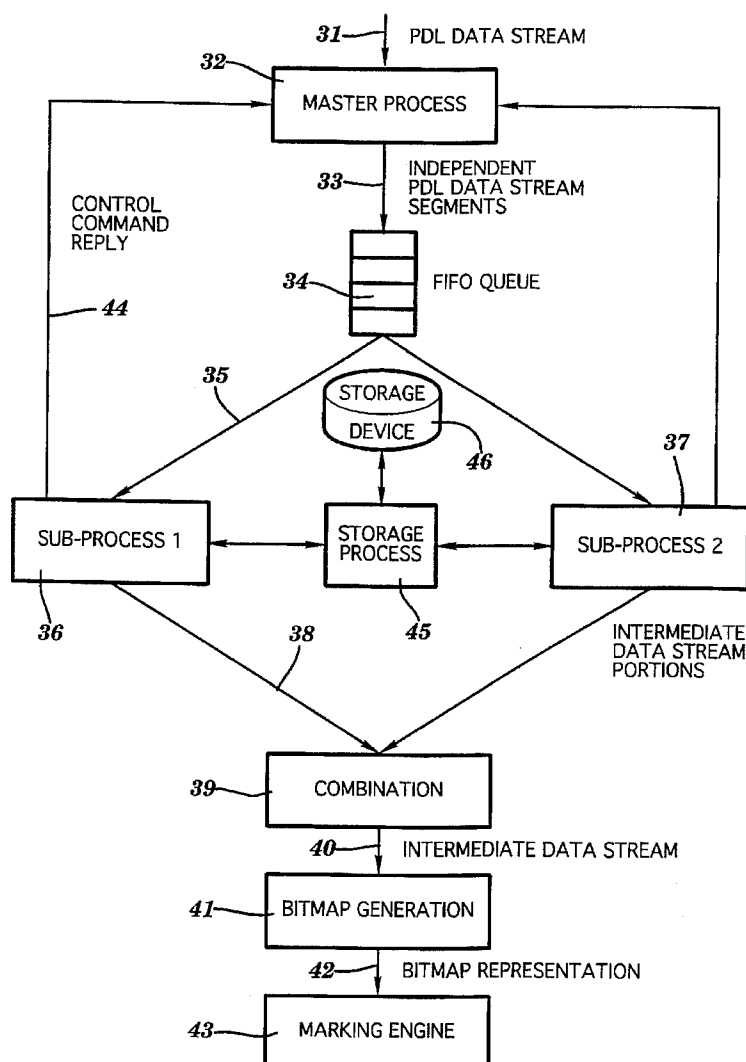 31
PDL DATA STREAM
32
MASTER PROCESS
33
INDEPENDENT
PDL DATA STREAM
SEGMENTS
CONTROL
COMMAND
REPLY
34
FIFO QUEUE
44
35
STORAGE
DEVICE
46
37
SUB-PROCESS 1
STORAGE
PROCESS
SUB-PROCESS 2
36
45
38
INTERMEDIATE
DATA STREAM
PORTIONS
39
COMBINATION
40
INTERMEDIATE DATA STREAM
41
BITMAP GENERATION
42
BITMAP REPRESENTATION
43
MARKING ENGINE